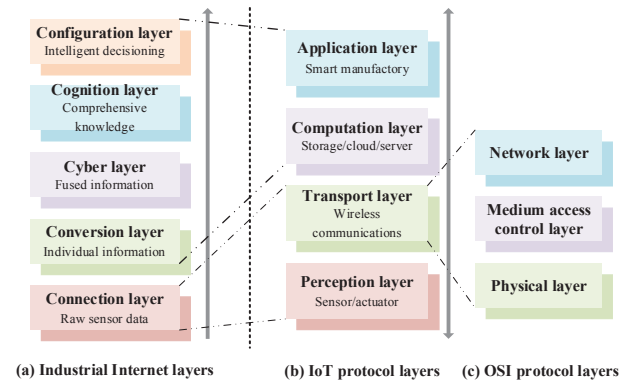 Configuration layer
Intelligent decisioning
Cognition layer
Comprehensive
knowledge
Cyber layer
Fused information
Conversion layer
Individual information
Connection layer
Raw sensor data
(a) Industrial Internet layers
Application layer
Smart manufactory
Computation layer
Storage/cloud/server
Transport layer
Wireless
communications
Perception layer
Sensor/actuator
(b) IoT protocol layers
Network layer
Medium access
control layer
Physical layer
(c) OSI protocol layers